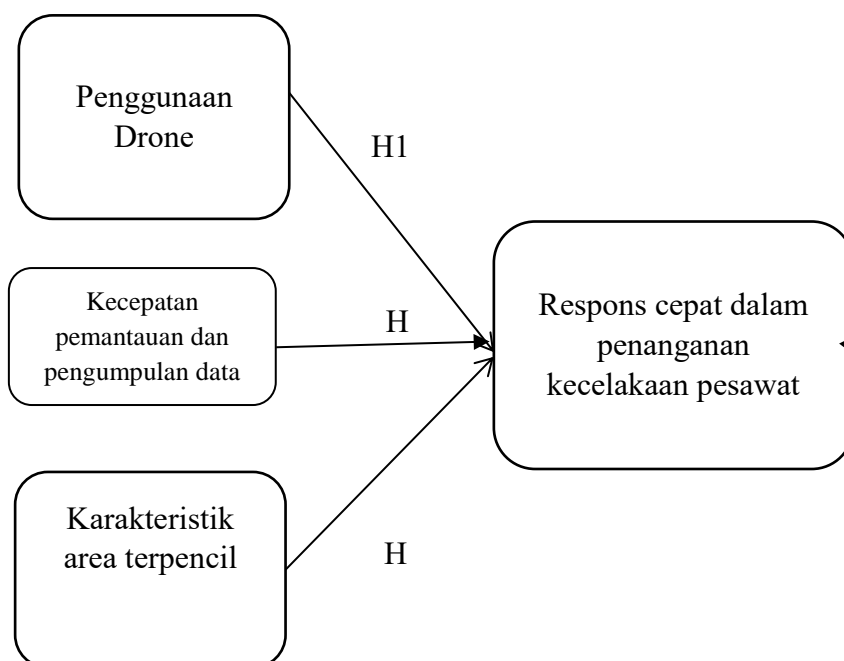 Penggunaan
Drone
H1
Kecepatan
pemantauan dan
pengumpulan data
H
Respons cepat dalam
penanganan
kecelakaan pesawat
Karakteristik
area terpencil
H